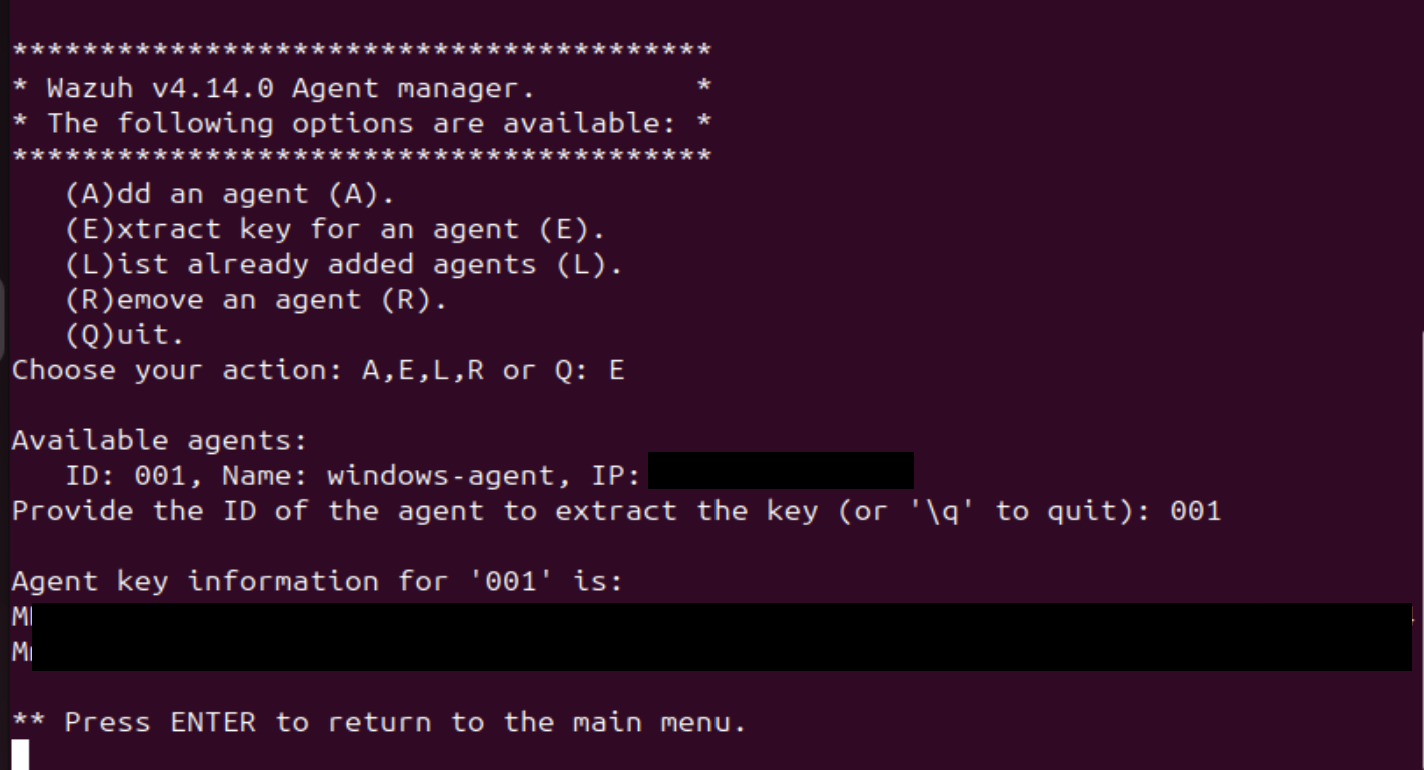 ****************************************
* Wazuh v4.14.0 Agent manager.         *
* The following options are available: *
****************************************
   (A)dd an agent (A).
   (E)xtract key for an agent (E).
   (L)ist already added agents (L).
   (R)emove an agent (R).
   (Q)uit.
Choose your action: A,E,L,R or Q: E
Available agents:
   ID: 001, Name: windows-agent, IP:
Provide the ID of the agent to extract the key (or '\q' to quit): 001
Agent key information for '001' is:
M
M
** Press ENTER to return to the main menu.